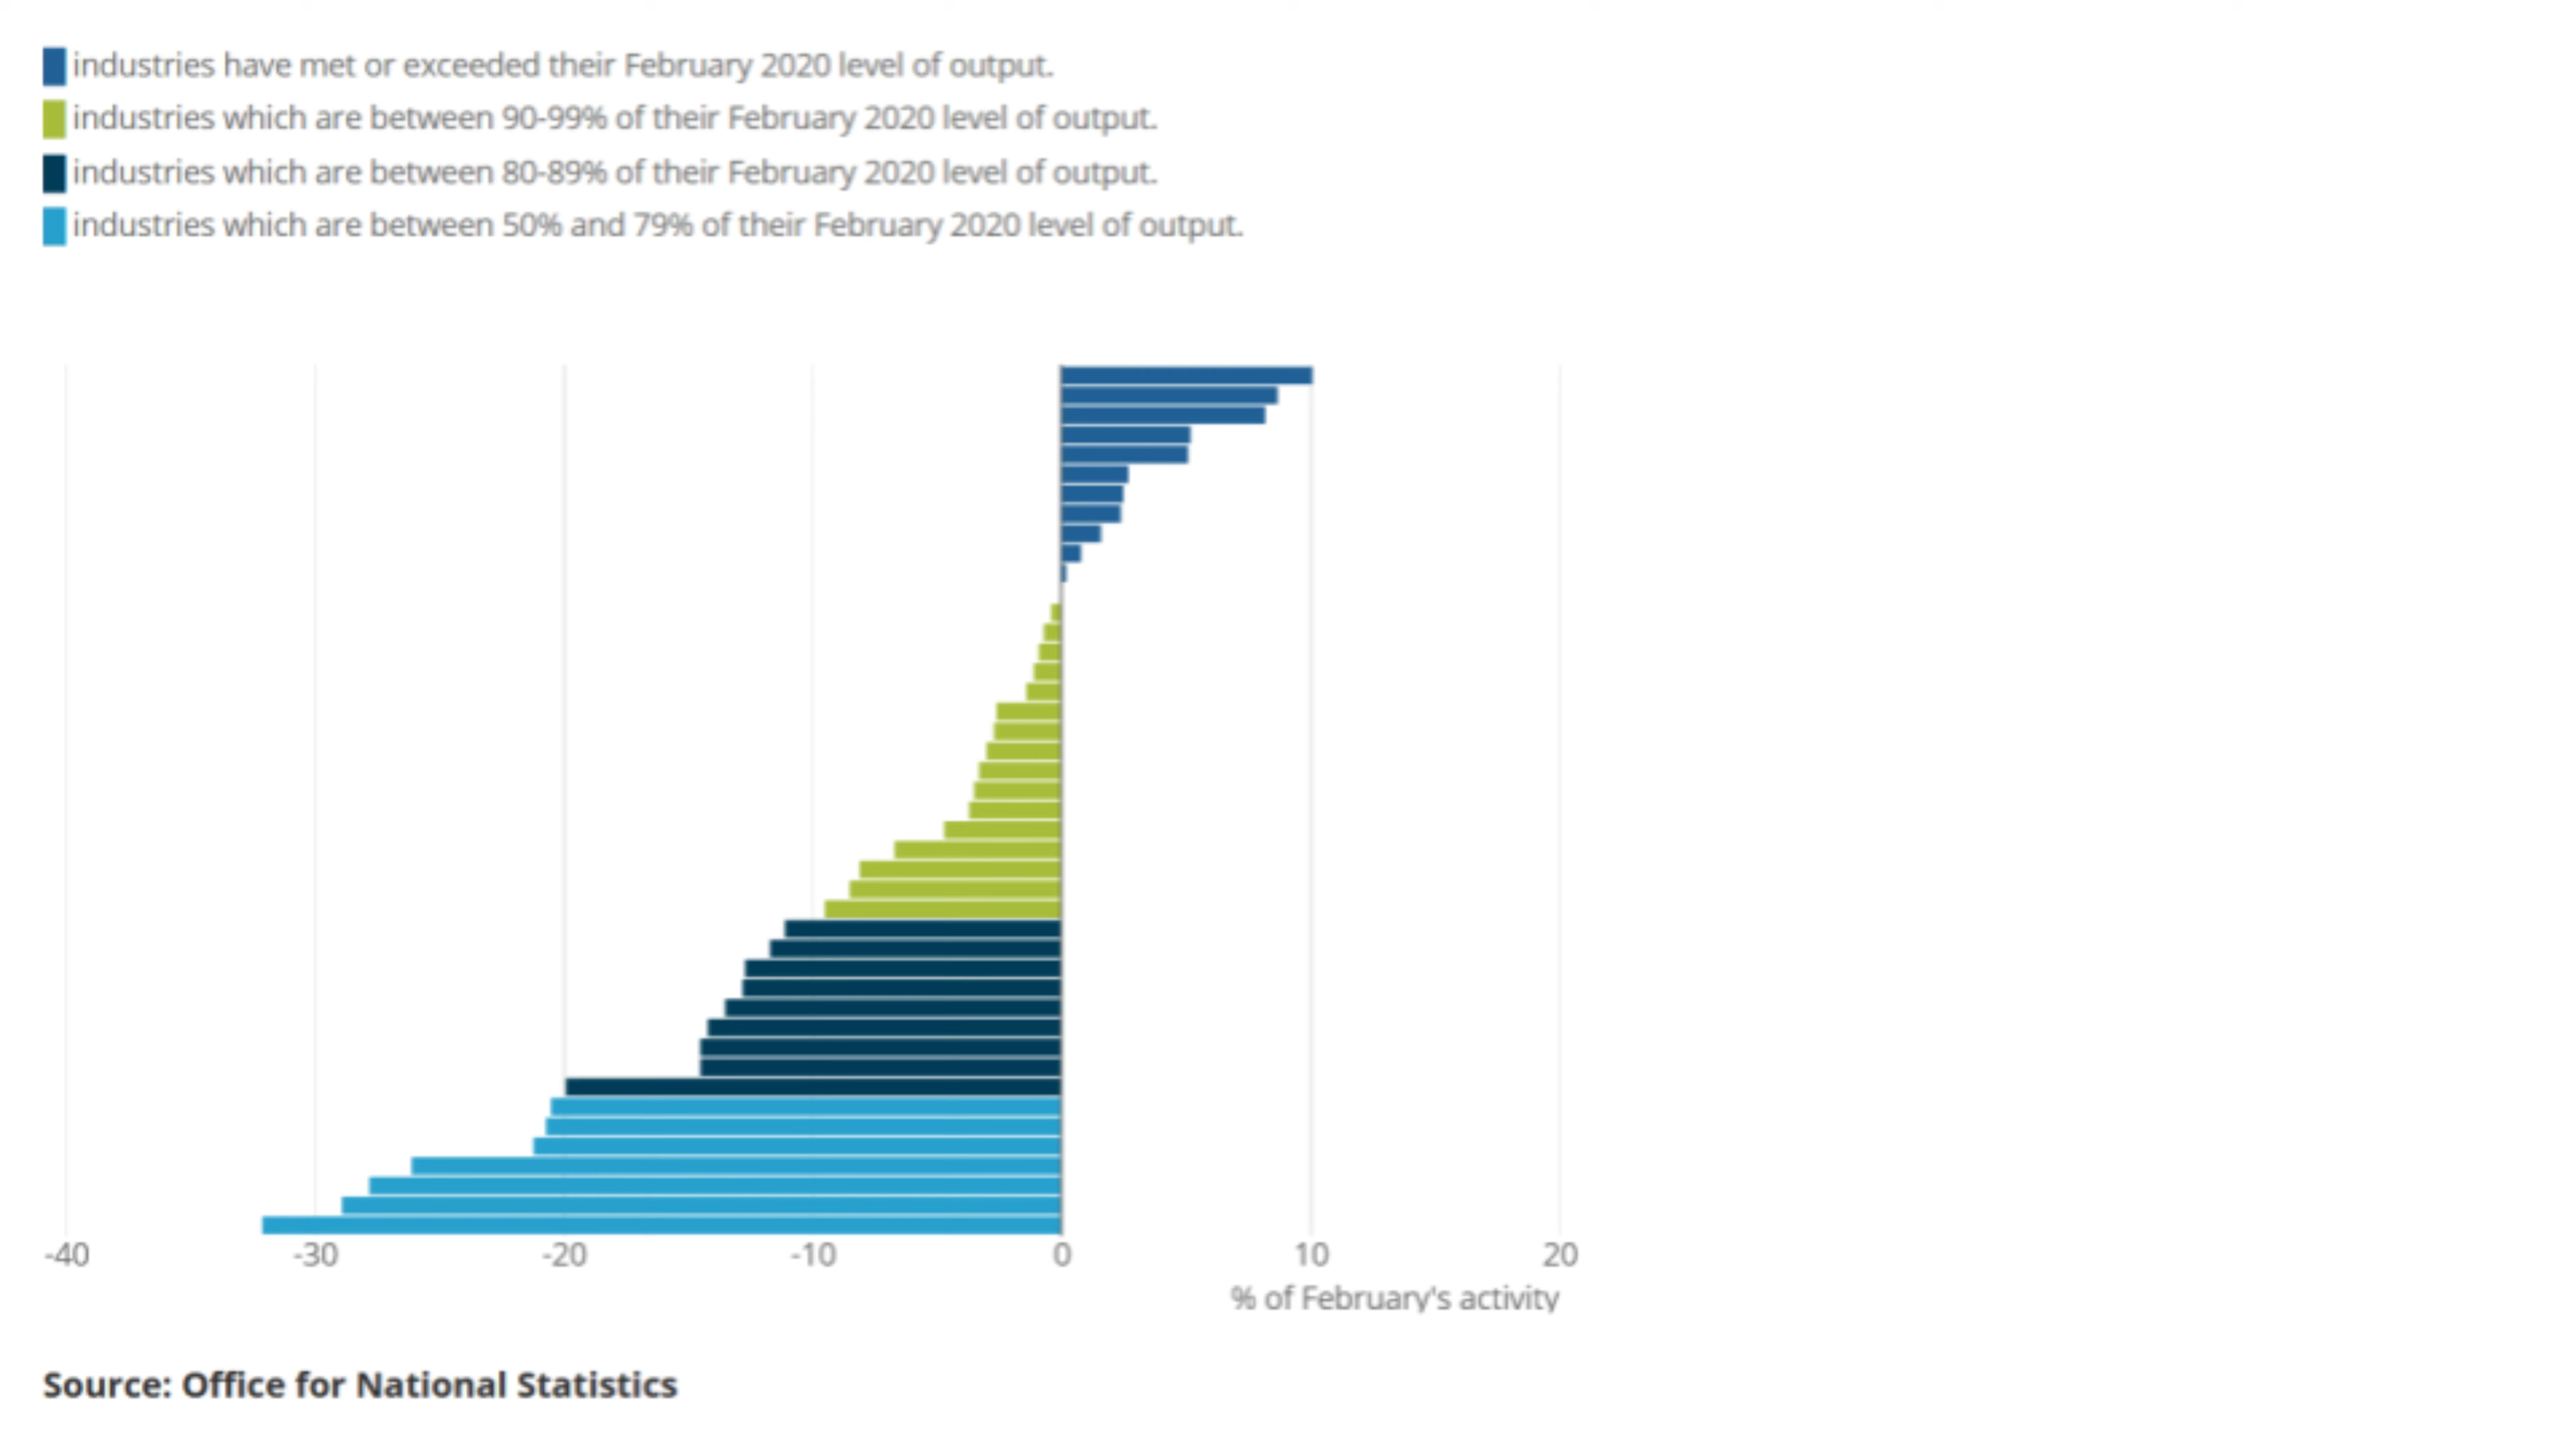 industries have met or exceeded their February 2020 level of output.
industries which are between 90-99% of their February 2020 level of output.
industries which are between 80-89% of their February 2020 level of output.
industries which are between 50% and 79% of their February 2020 level of output.
-40 -30 -20 -10 0 10 20
% of February's activity
Source: Office for National Statistics